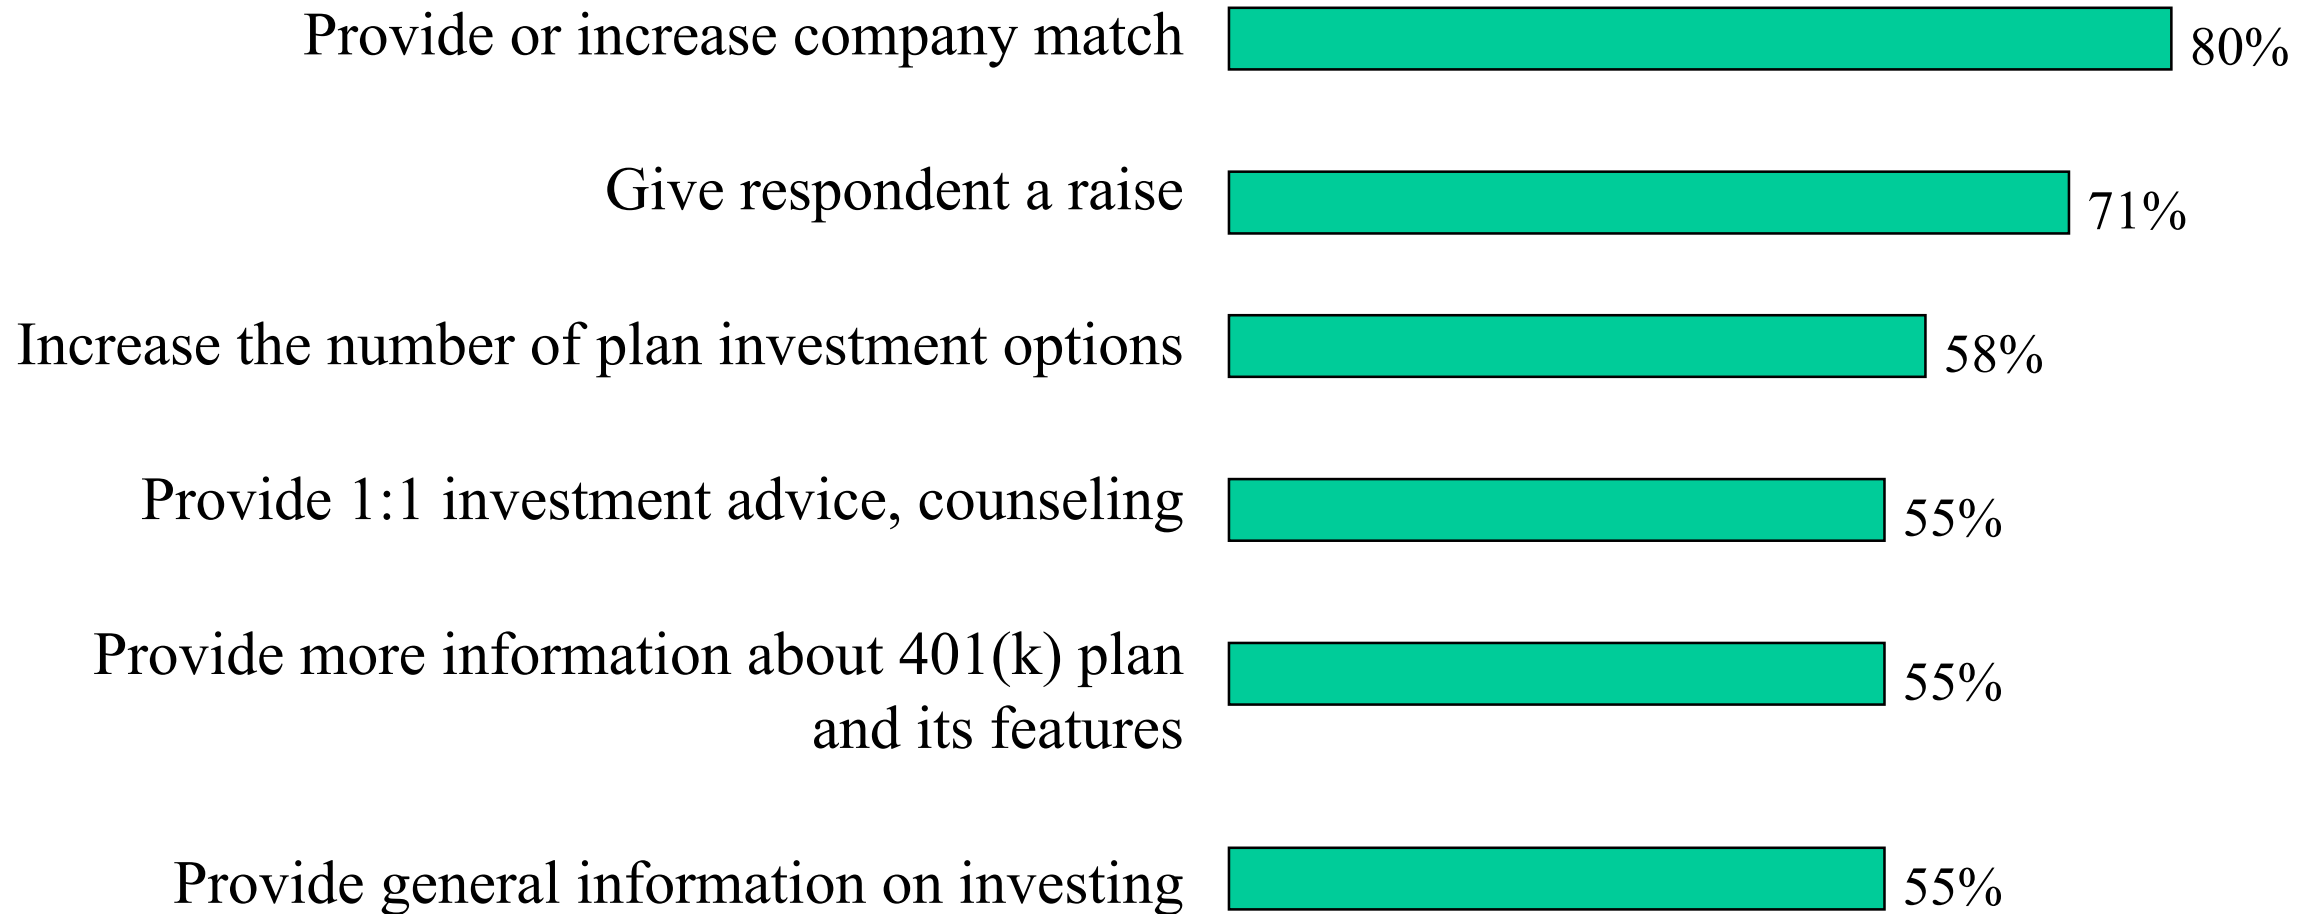 Provide or increase company match 80%
Give respondent a raise 71%
Increase the number of plan investment options 58%
Provide 1:1 investment advice, counseling 55%
Provide more information about 401(k) plan 55%
and its features
Provide general information on investing 55%